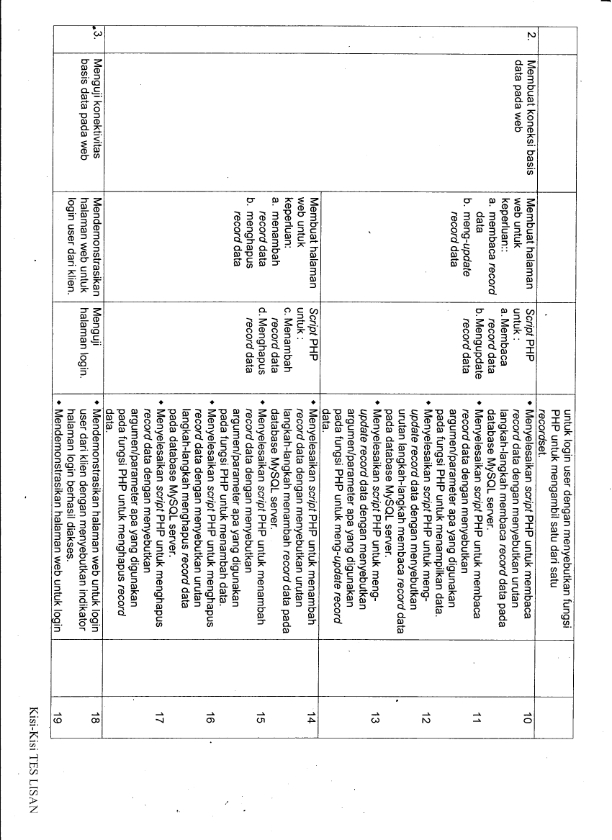 untuk login user dengan menyebutkan fungsi
PHP untuk mengambil satu dari satu
recordset.
2.
Membuat koneksi basis
data pada web
Membuat halaman
web untuk
keperluan::
a. membaca record
data
b. meng-update
record data
Script PHP
untuk :
a. Membaca
record data
b. Mengupdate
record data
• Menyelesaikan script PHP untuk membaca
record data dengan menyebutkan urutan
langkah-langkah membaca record data pada
database MySQL server.
10
• Menyelesaikan script PHP untuk membaca
record data dengan menyebutkan
argumen/parameter apa yang digunakan
pada fungsi PHP untuk menampilkan data.
11
• Menyelesaikan script PHP untuk meng-
update record data dengan menyebutkan
urutan langkah-langkah membaca record data
pada database MySQL server.
12
• Menyelesaikan script PHP untuk meng-
update record data dengan menyebutkan
argumen/parameter apa yang digunakan
pada fungsi PHP untuk meng-update record
data.
13
Membuat halaman
web untuk
keperluan:
a. menambah
record data
b. menghapus
record data
Script PHP
untuk :
c. Menambah
record data
d. Menghapus
record data
• Menyelesaikan script PHP untuk menambah
record data dengan menyebutkan urutan
langkah-langkah menambah record data pada
database MySQL server.
14
• Menyelesaikan script PHP untuk menambah
record data dengan menyebutkan
argumen/parameter apa yang digunakan
pada fungsi PHP untuk menambah data.
15
• Menyelesaikan script PHP untuk menghapus
record data dengan menyebutkan urutan
langkah-langkah menghapus record data
pada database MySQL server.
16
• Menyelesaikan script PHP untuk menghapus
record data dengan menyebutkan
argumen/parameter apa yang digunakan
pada fungsi PHP untuk menghapus record
data
17
3.
Menguji konektivitas
basis data pada web
Mendemonstrasikan
halaman web untuk
login user dari klien.
Menguji
halaman login.
• Mendemonstrasikan halaman web untuk login
user dari klien dengan menyebutkan indikator
halaman login berhasil diakses.
18
• Mendemonstrasikan halaman web untuk login
19
Kisi-Kisi TES LISAN